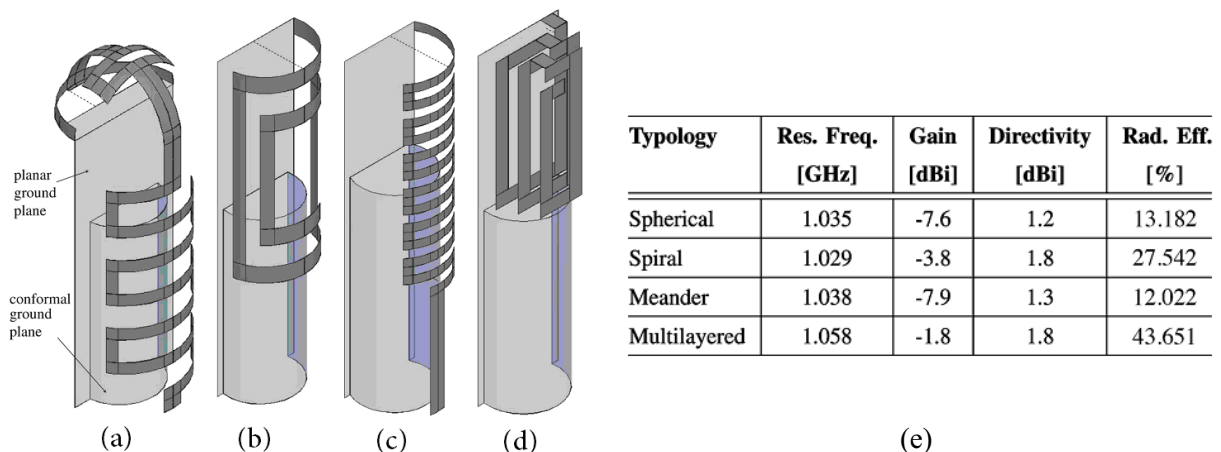 planar
ground
plane
conformal
ground
plane
(a)
(b)
(c)
(d)
Typology Res. Freq. Gain Directivity Rad. Eff.
[GHz] [dBi] [dBi] [%]
Spherical 1.035 -7.6 1.2 13.182
Spiral 1.029 -3.8 1.8 27.542
Meander 1.038 -7.9 1.3 12.022
Multilayered 1.058 -1.8 1.8 43.651
(e)